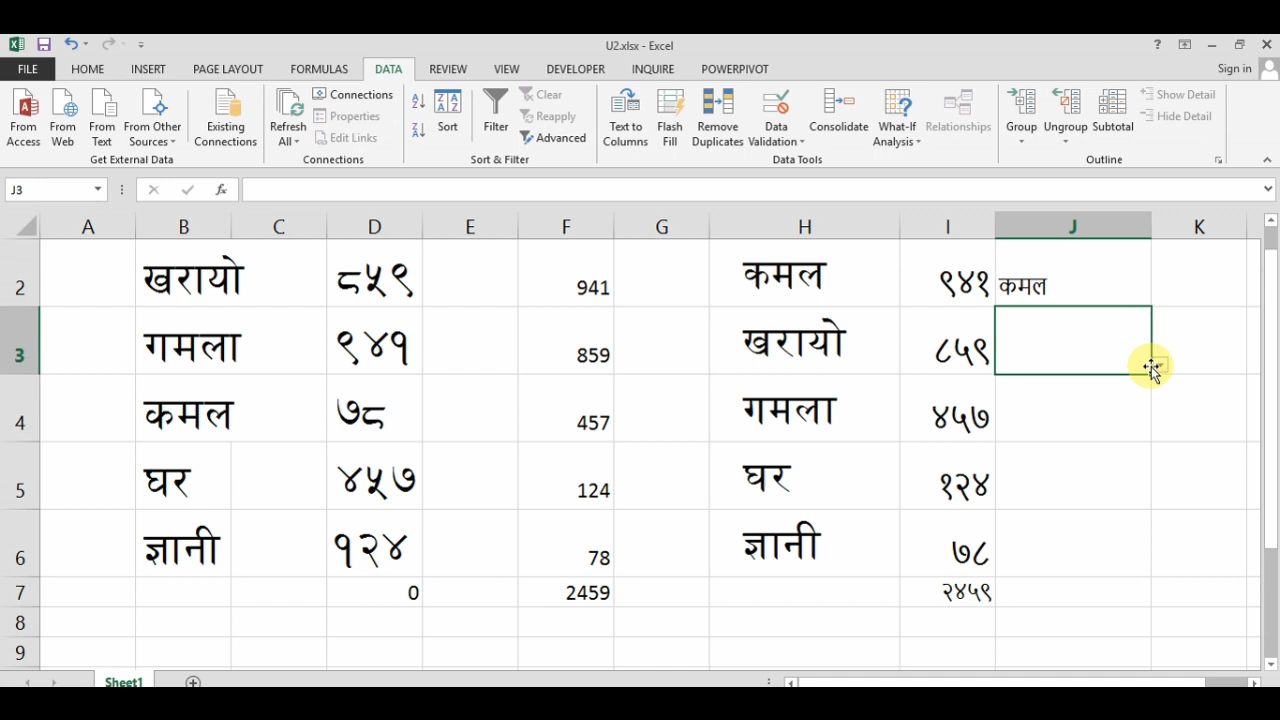 U2.xlsx - Excel
?
FILE HOME INSERT PAGE LAYOUT FORMULAS DATA REVIEW VIEW DEVELOPER INQUIRE POWERPIVOT Sign in
From Access From Web From Text From Other Sources Existing Connections
Get External Data
Refresh All Connections Properties Edit Links
Connections
Sort Filter Clear Reapply Advanced
Sort & Filter
Text to Columns Flash Fill Remove Duplicates Data Validation Consolidate What-If Analysis Relationships
Data Tools
Group Ungroup Subtotal Show Detail Hide Detail
Outline
J3 fx
A B C D E F G H I J K
2 खरायो ८५९ 941 कमल ९४१ कमल
3 गमला ९४१ 859 खरायो ८५९
4 कमल ७८ 457 गमला ४५७
5 घर ४५७ 124 घर १२४
6 ज्ञानी १२४ 78 ज्ञानी ७८
7 0 2459 २४५९
8
9
Sheet1